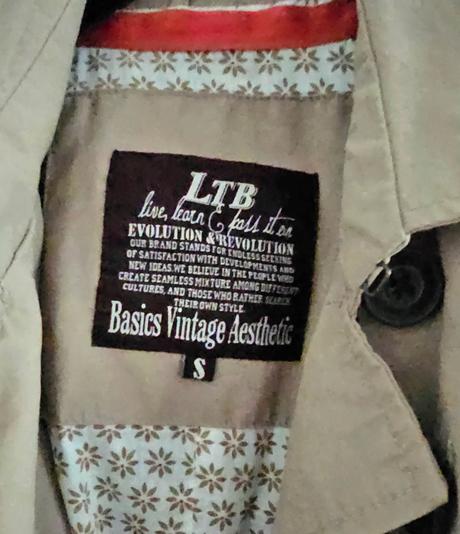 LTB
live, learn & pass it on
EVOLUTION & REVOLUTION
OUR BRAND STANDS FOR ENDLESS SEEKING
OF SATISFACTION WITH DEVELOPMENTS AND
NEW IDEAS.WE BELIEVE IN THE PEOPLE WHO
CREATE SEAMLESS MIXTURE AMONG DIFFERENT
CULTURES, AND THOSE WHO RATHER SEARCH
THEIR OWN STYLE.
Basics Vintage Aesthetic
S